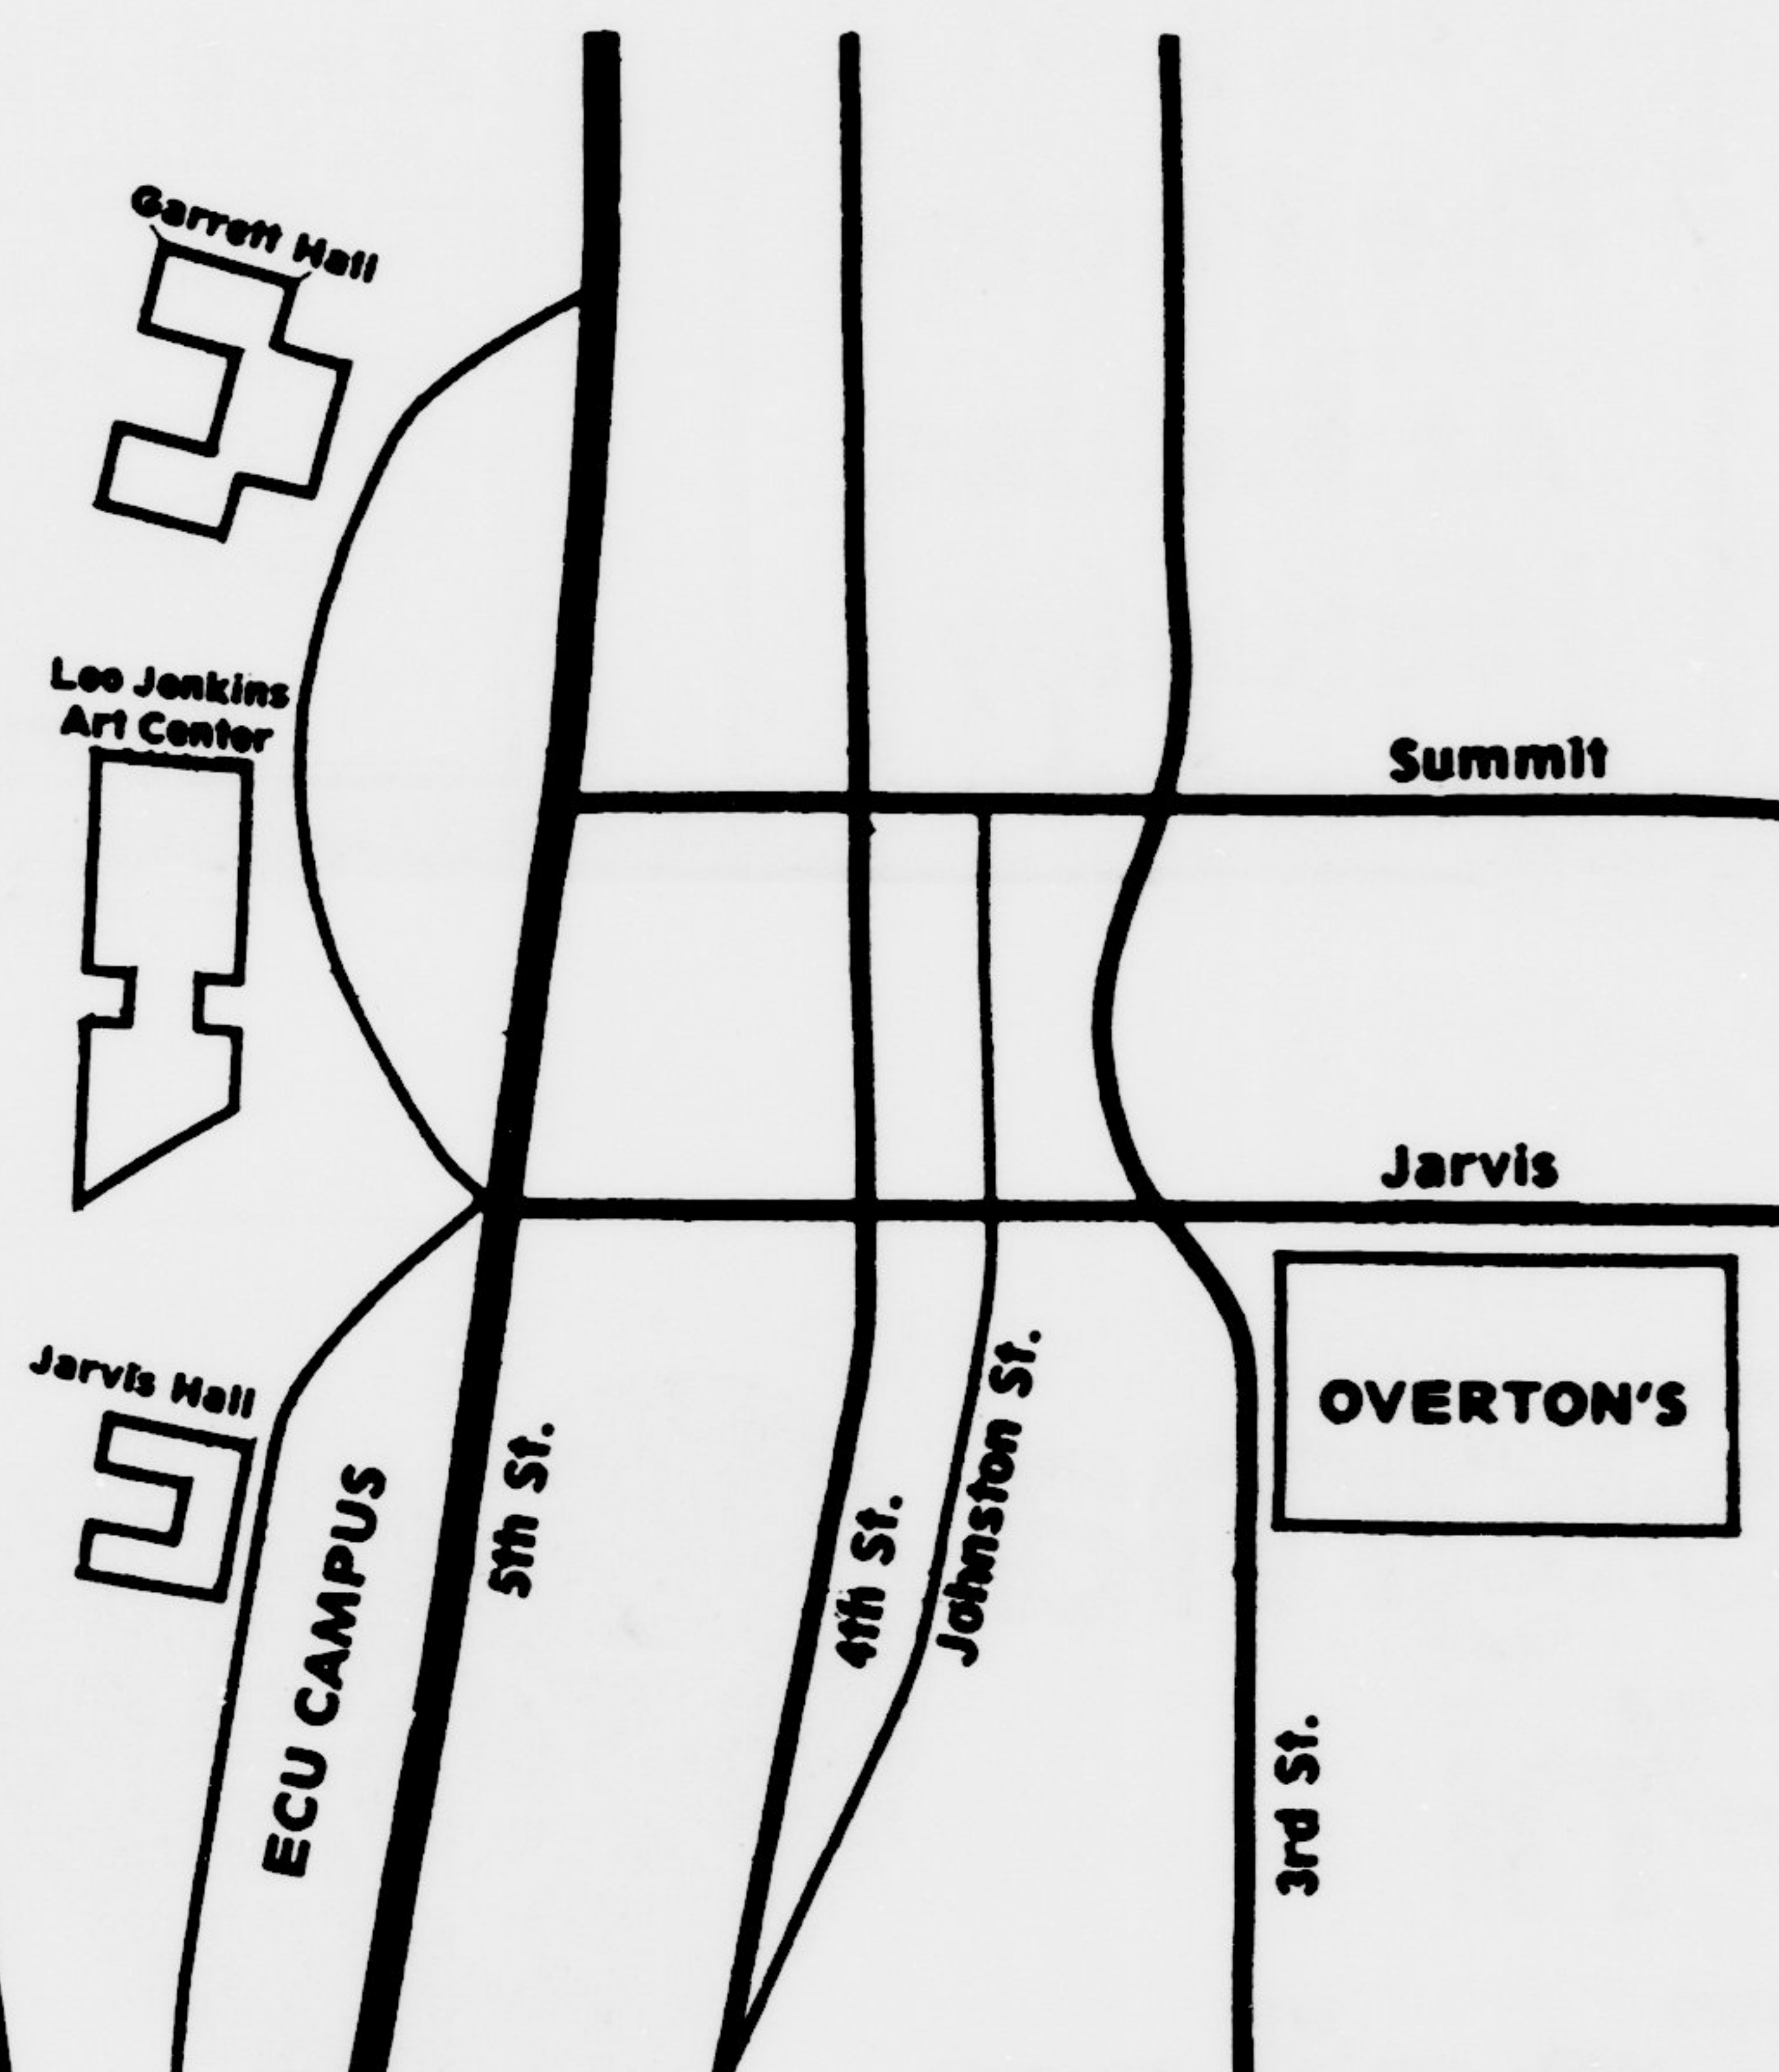 Garrett Hall
Leo Jenkins
Art Center
Summit
Jarvis
Jarvis Hall
OVERTON'S
ECU CAMPUS
5th St.
4th St.
Johnston St.
3rd St.